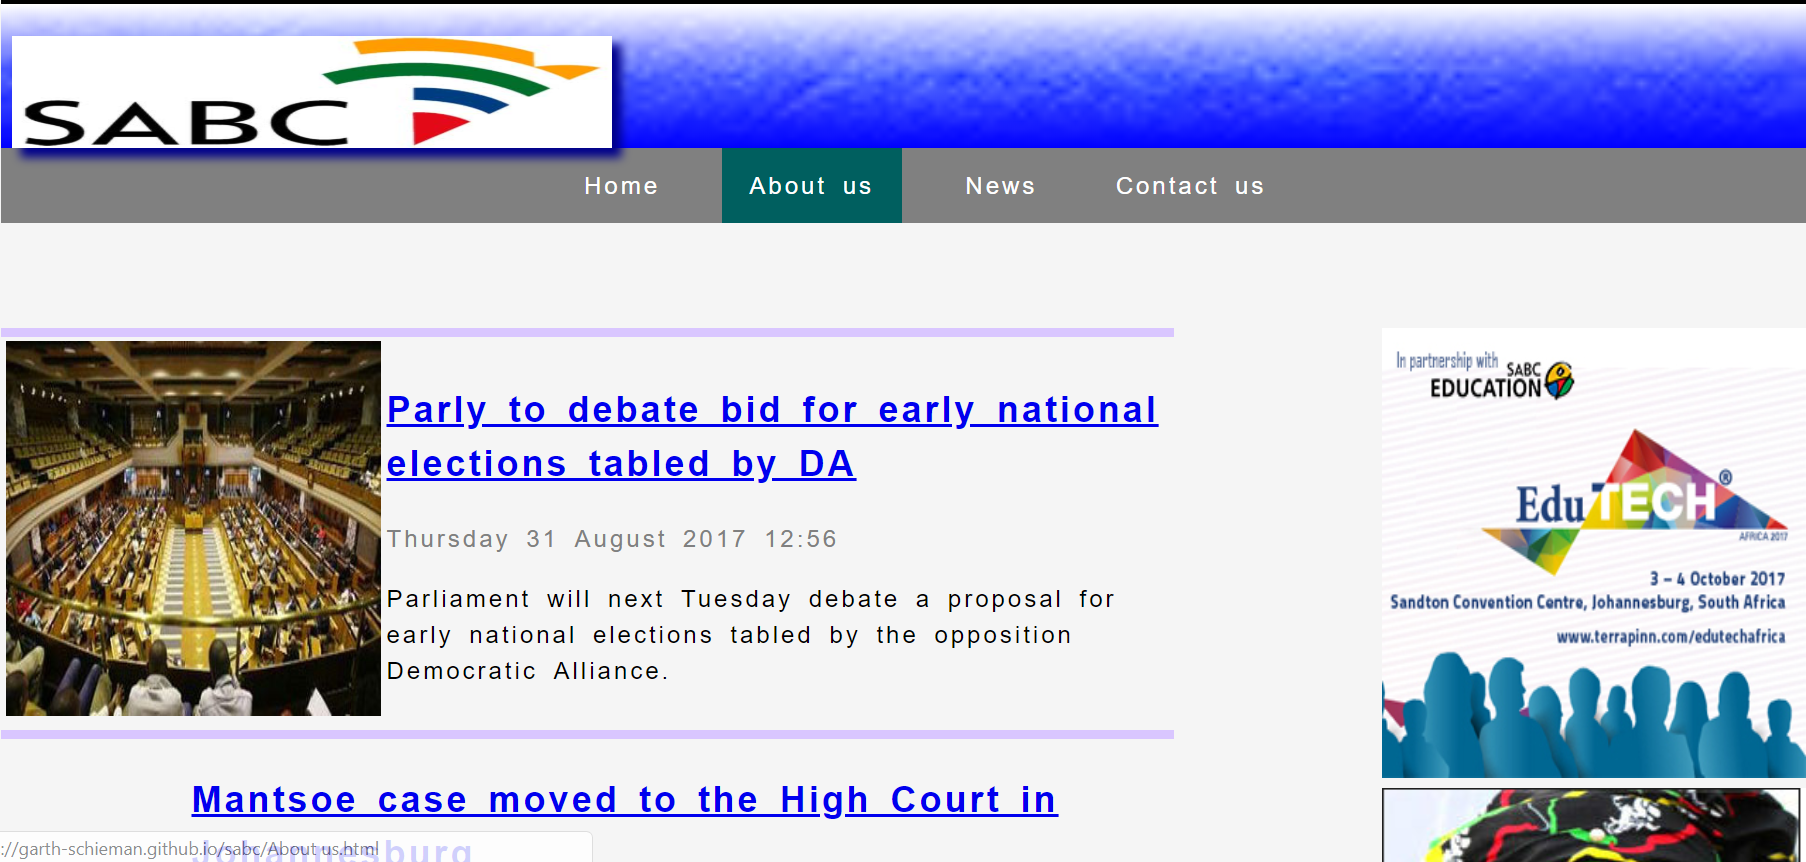 SABC
Home
About us
News
Contact us
Parly to debate bid for early national
elections tabled by DA
Thursday 31 August 2017 12:56
Parliament will next Tuesday debate a proposal for
early national elections tabled by the opposition
Democratic Alliance.
Mantsoe case moved to the High Court in
Johannesburg
://garth-schieman.github.io/sabc/About us.html
In partnership with
SABC
EDUCATION
EduTECH®
AFRICA 2017
3 – 4 October 2017
Sandton Convention Centre, Johannesburg, South Africa
www.terrapinn.com/edutechafrica